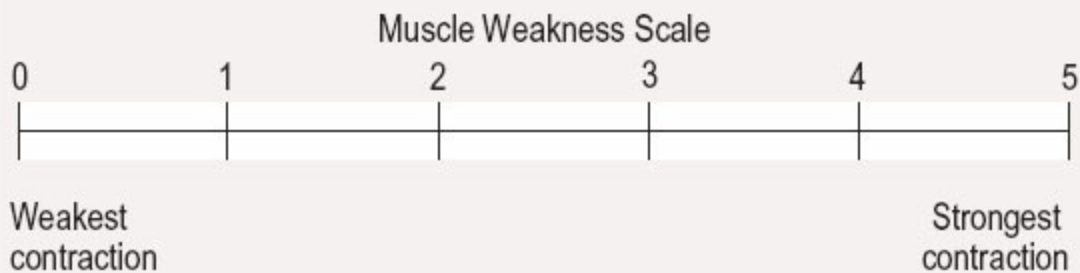 Muscle Weakness Scale
0 1 2 3 4 5
Weakest Strongest
contraction contraction